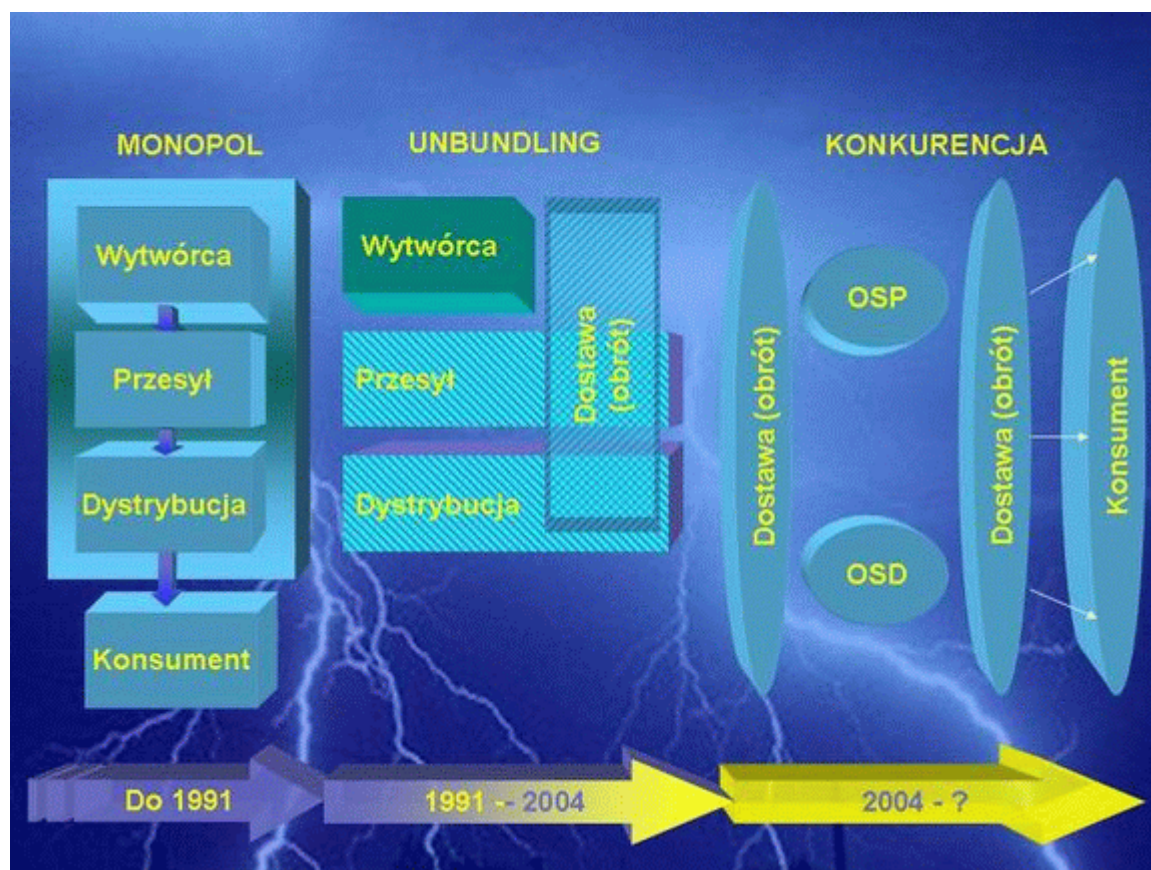 MONOPOL
Wytwórca
Przesył
Dystrybucja
Konsument
Do 1991
UNBUNDLING
Wytwórca
Przesył
Dystrybucja
Dostawa
(obrót)
1991 -- 2004
KONKURENCJA
Dostawa (obrót)
OSP
OSD
Dostawa (obrót)
Konsument
2004 - ?